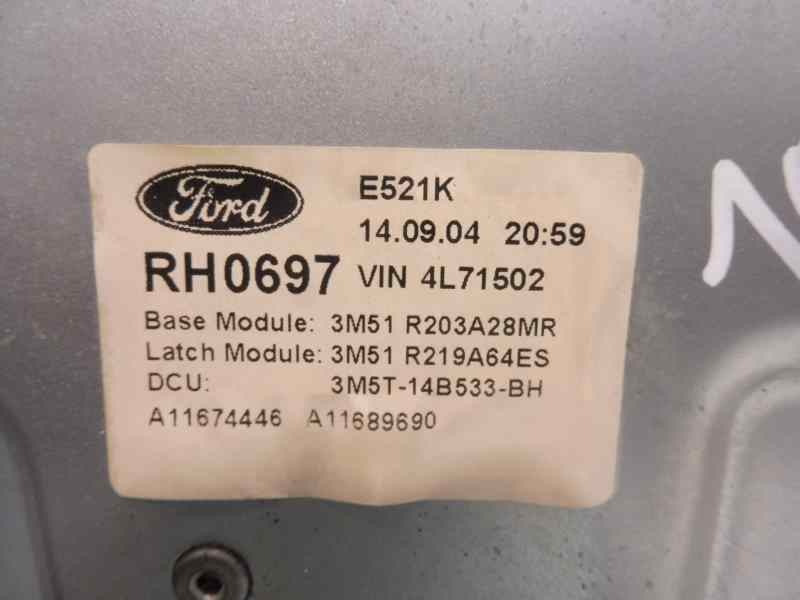 Ford
E521K
14.09.04 20:59
RH0697 VIN 4L71502
Base Module: 3M51 R203A28MR
Latch Module: 3M51 R219A64ES
DCU: 3M5T-14B533-BH
A11674446 A11689690